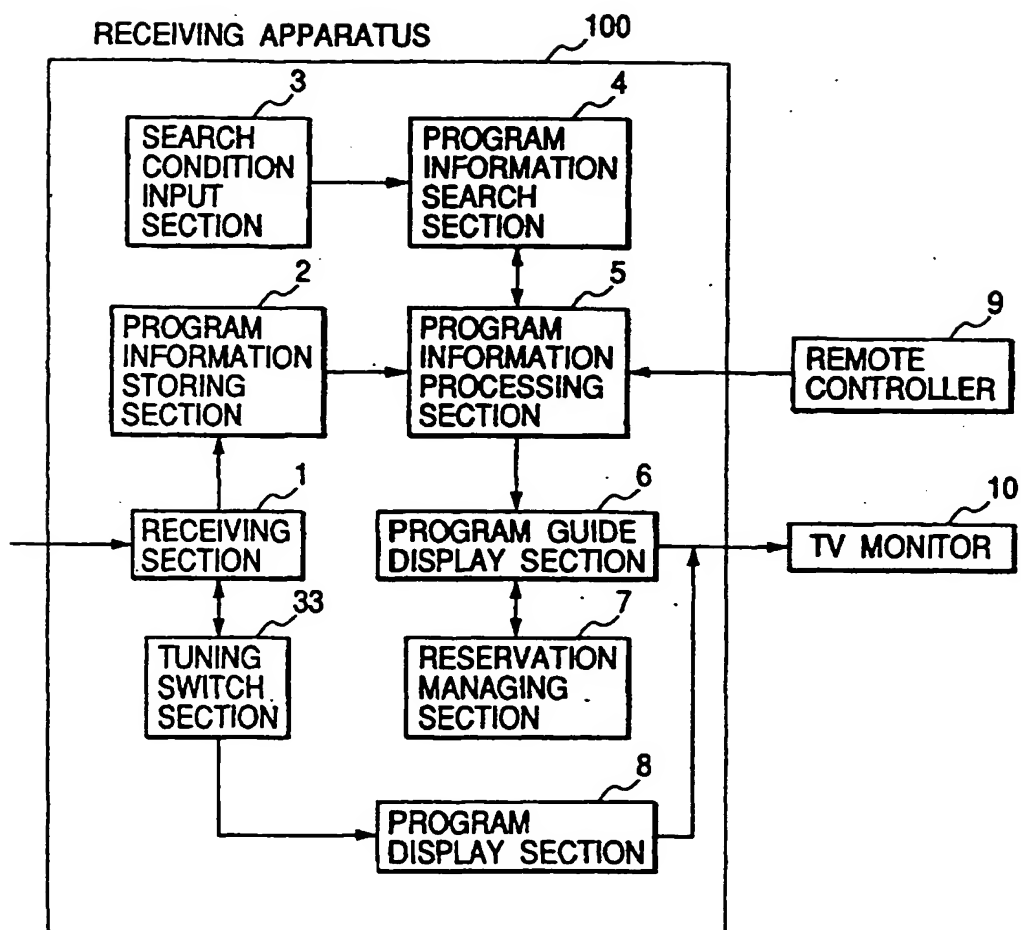 RECEIVING APPARATUS
100
3
SEARCH
CONDITION
INPUT
SECTION
4
PROGRAM
INFORMATION
SEARCH
SECTION
2
PROGRAM
INFORMATION
STORING
SECTION
5
PROGRAM
INFORMATION
PROCESSING
SECTION
9
REMOTE
CONTROLLER
1
RECEIVING
SECTION
6
PROGRAM GUIDE
DISPLAY SECTION
10
TV MONITOR
33
TUNING
SWITCH
SECTION
7
RESERVATION
MANAGING
SECTION
8
PROGRAM
DISPLAY SECTION